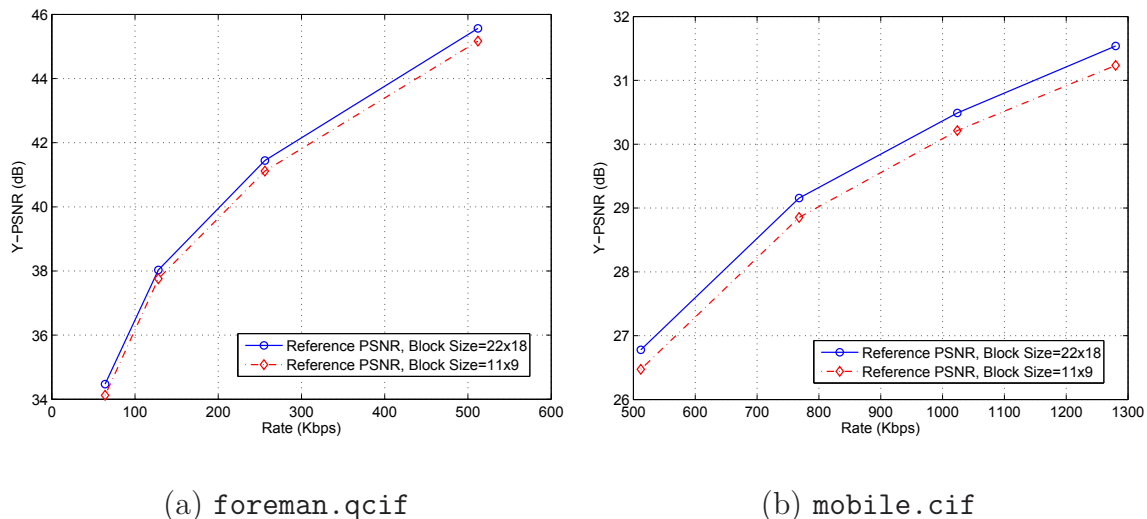 46
44
42
40
38
36
34
0 100 200 300 400 500 600
Y−PSNR (dB)
Rate (Kbps)
Reference PSNR, Block Size=22x18
Reference PSNR, Block Size=11x9
(a) foreman.qcif
32
31
30
29
28
27
26
500 600 700 800 900 1000 1100 1200 1300
Y−PSNR (dB)
Rate (Kbps)
Reference PSNR, Block Size=22x18
Reference PSNR, Block Size=11x9
(b) mobile.cif